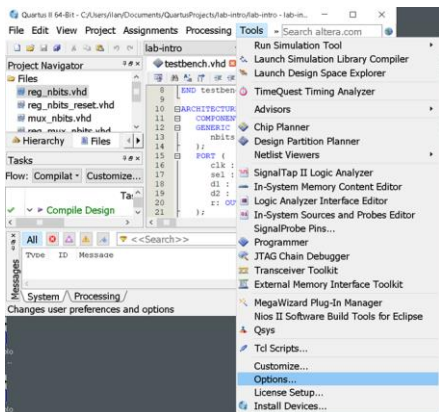 Quartus II 64-Bit - C:/Users/ilan/Documents/QuartusProjects/lab-intro/lab-intro - lab-in...
File Edit View Project Assignments Processing Tools » Search altera.com
lab-intro
Project Navigator
Files
reg_nbits.vhd
reg_nbits_reset.vhd
mux_nbits.vhd
Hierarchy Files
Tasks
Flow: Compilat Customize...
Compile Design
testbench.vhd
8 END testben
9
10 ARCHITECTUR
11 COMPONEN
12 GENERIC
13 nbits
14 );
15 PORT (
16 clk :
17 sel :
18 d1 :
19 d2 :
20 r: OU
21 );
All <<Search>>
Type ID Message
Messages
System Processing
Changes user preferences and options
Run Simulation Tool
Launch Simulation Library Compiler
Launch Design Space Explorer
TimeQuest Timing Analyzer
Advisors
Chip Planner
Design Partition Planner
Netlist Viewers
SignalTap II Logic Analyzer
In-System Memory Content Editor
Logic Analyzer Interface Editor
In-System Sources and Probes Editor
SignalProbe Pins...
Programmer
JTAG Chain Debugger
Transceiver Toolkit
External Memory Interface Toolkit
MegaWizard Plug-In Manager
Nios II Software Build Tools for Eclipse
Qsys
Tcl Scripts...
Customize...
Options...
License Setup...
Install Devices...